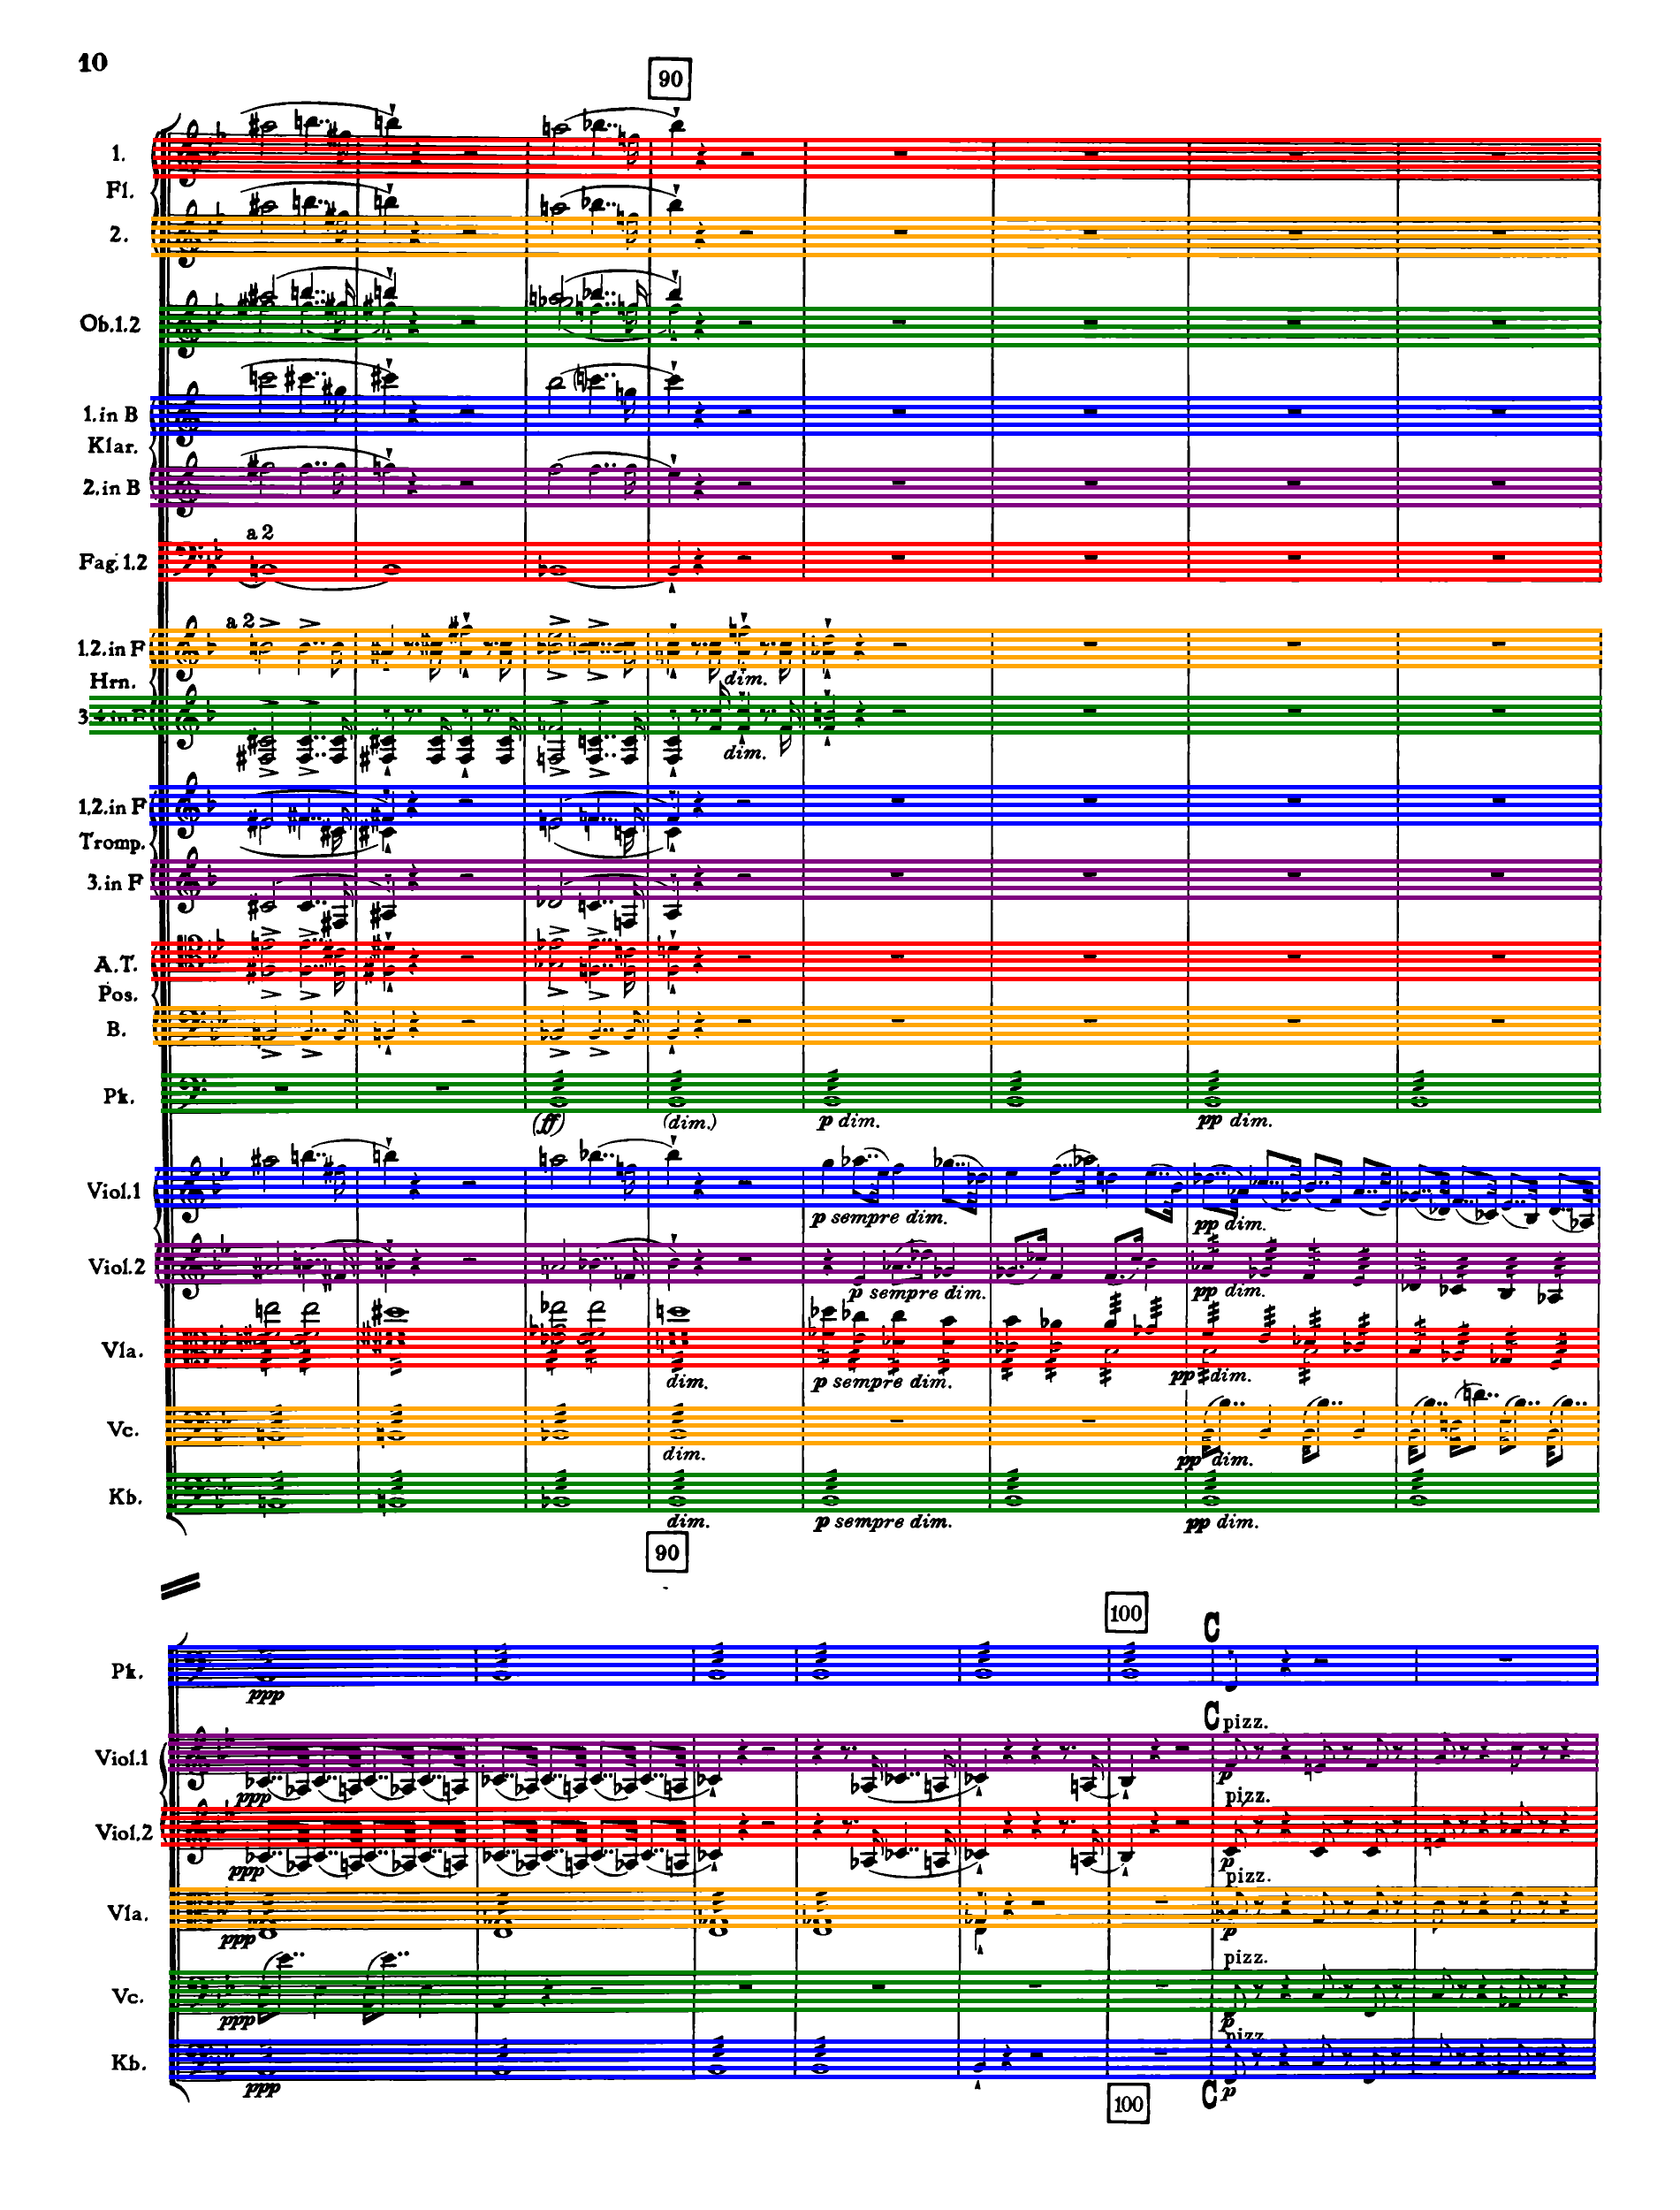 10
90
1.
Fl.
2.
Ob.1.2
1. in B
Klar.
2. in B
a 2
Fag. 1.2
a 2
1.2. in F
Hrn.
dim.
3.4. in F
dim.
1.2. in F
Tromp.
3. in F
A.T.
Pos.
B.
Pk.
(ff) (dim.) p dim. pp dim.
Viol.1
p sempre dim. pp dim.
Viol.2
p sempre dim. pp dim.
Vla.
dim. p sempre dim. pp dim.
Vc.
dim. pp dim.
Kb.
dim. p sempre dim. pp dim.
90
100
C
Pk.
ppp
C pizz.
Viol.1
ppp p
pizz.
Viol.2
ppp p
pizz.
Vla.
ppp p
pizz.
Vc.
ppp p
pizz.
Kb.
ppp C p
100